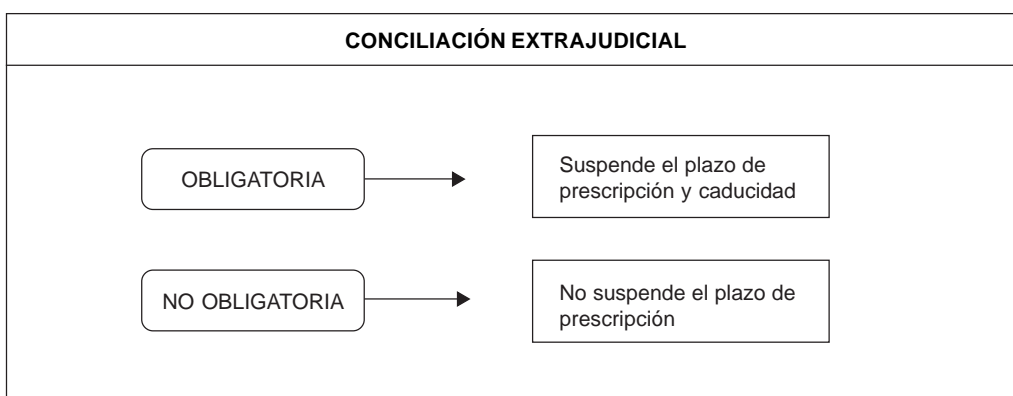 CONCILIACIÓN EXTRAJUDICIAL
OBLIGATORIA
Suspende el plazo de
prescripción y caducidad
NO OBLIGATORIA
No suspende el plazo de
prescripción